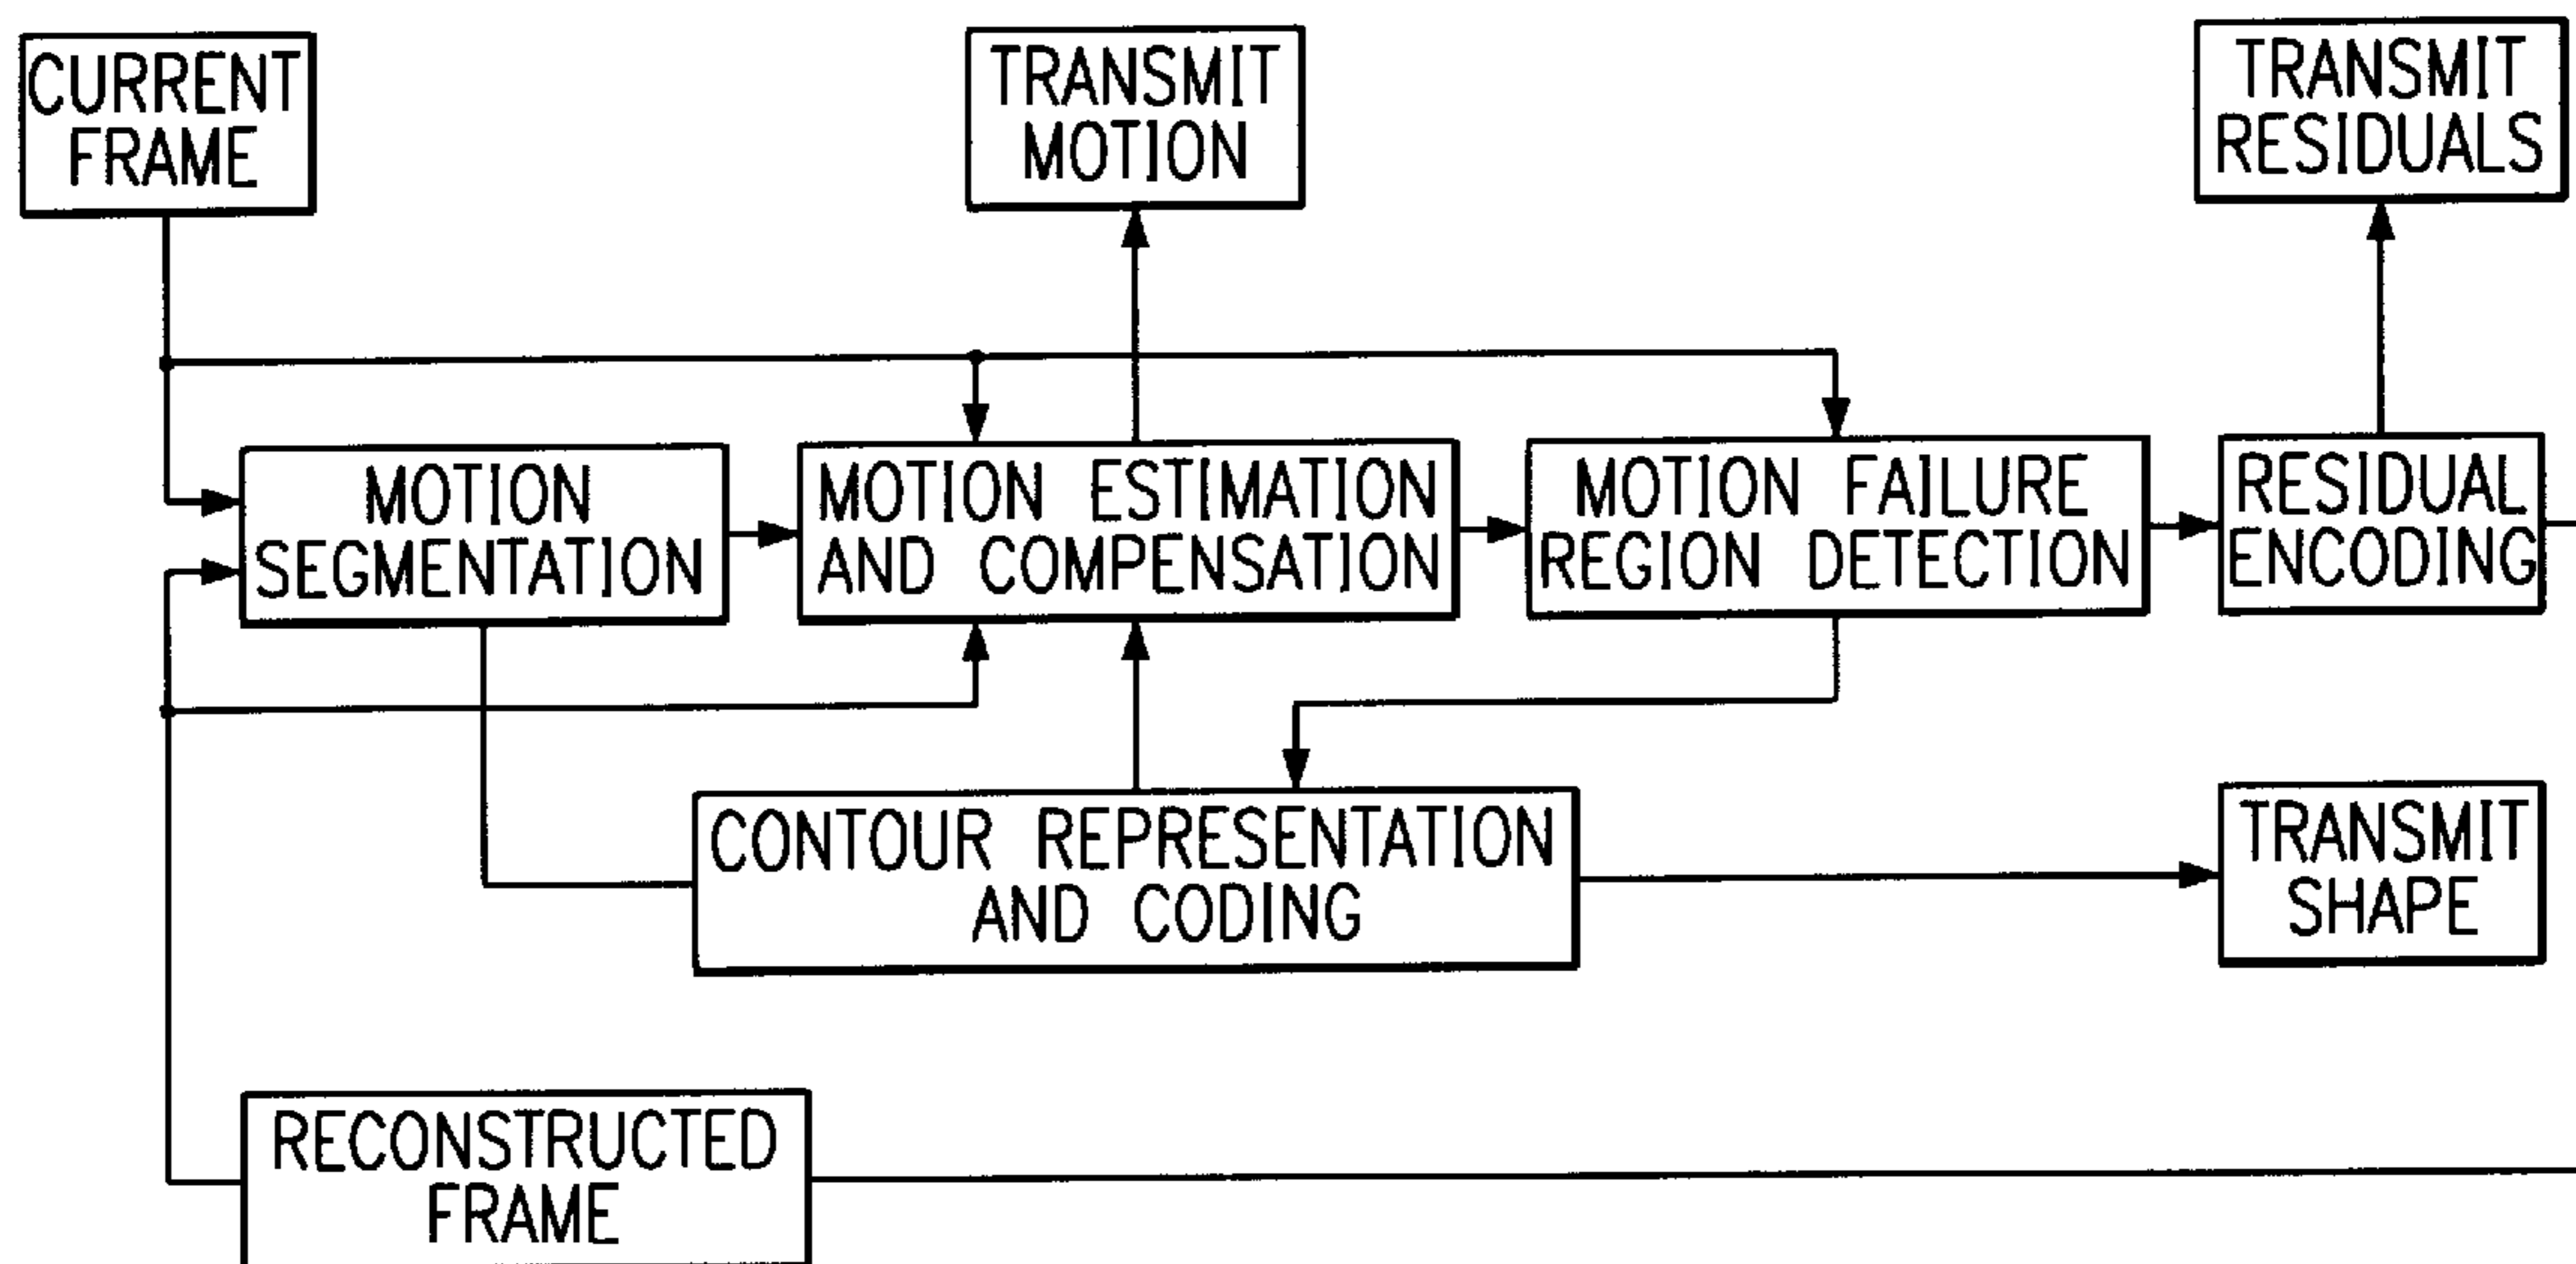 CURRENT
FRAME
TRANSMIT
MOTION
TRANSMIT
RESIDUALS
MOTION
SEGMENTATION
MOTION ESTIMATION
AND COMPENSATION
MOTION FAILURE
REGION DETECTION
RESIDUAL
ENCODING
CONTOUR REPRESENTATION
AND CODING
TRANSMIT
SHAPE
RECONSTRUCTED
FRAME